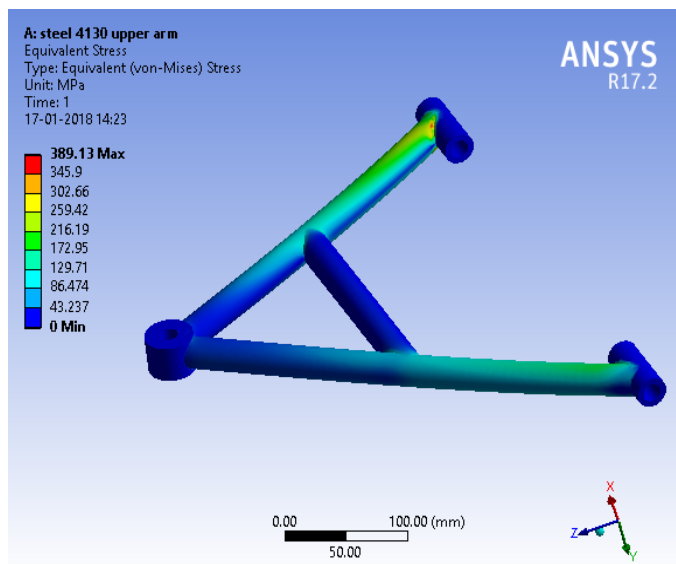 A: steel 4130 upper arm
Equivalent Stress
Type: Equivalent (von-Mises) Stress
Unit: MPa
Time: 1
17-01-2018 14:23
ANSYS
R17.2
389.13 Max
345.9
302.66
259.42
216.19
172.95
129.71
86.474
43.237
0 Min
0.00
100.00 (mm)
50.00
X
Z
Y